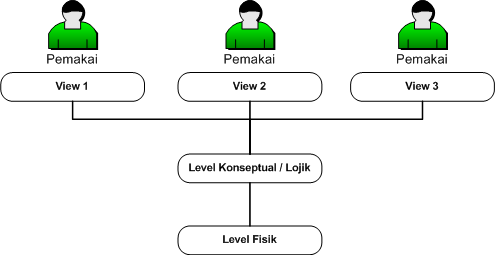 Pemakai Pemakai Pemakai
View 1 View 2 View 3
Level Konseptual / Lojik
Level Fisik